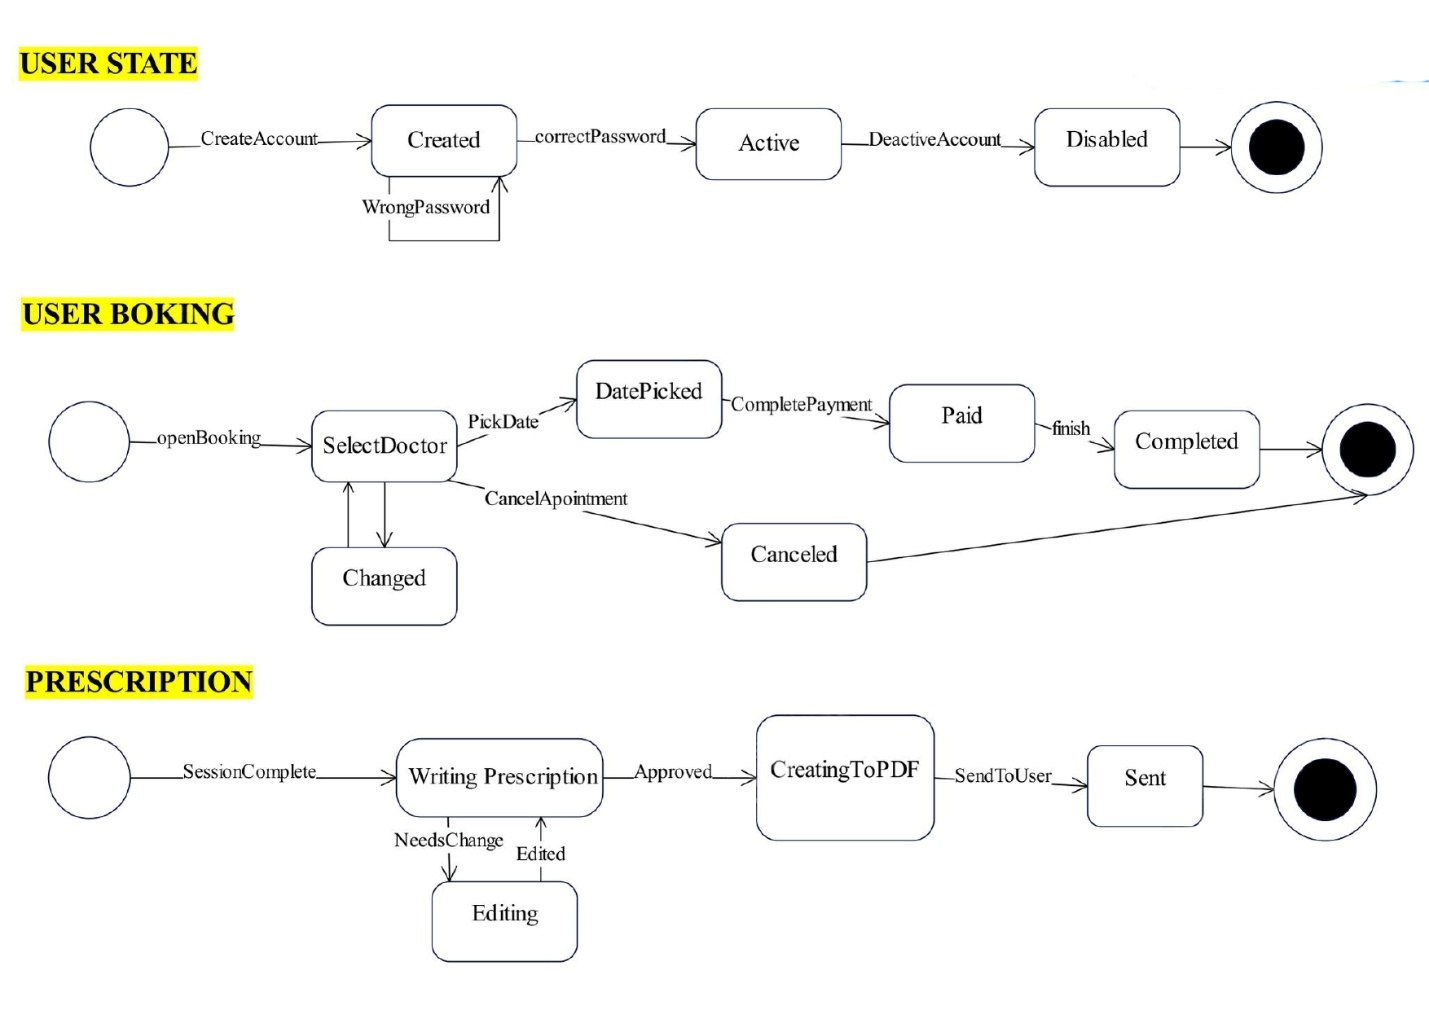 USER STATE
CreateAccount
Created
correctPassword
Active
DeactiveAccount
Disabled
WrongPassword
USER BOKING
openBooking
SelectDoctor
PickDate
DatePicked
CompletePayment
Paid
finish
Completed
CancelApointment
Canceled
Changed
PRESCRIPTION
SessionComplete
Writing Prescription
Approved
CreatingToPDF
SendToUser
Sent
NeedsChange
Edited
Editing